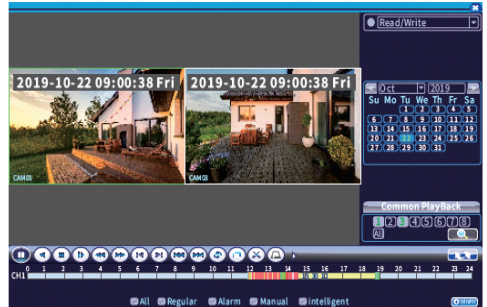 Read/Write
2019-10-22 09:00:38 Fri
2019-10-22 09:00:38 Fri
CAM01
CAM03
Oct 2019
Su Mo Tu We Th Fr Sa
1 2 3 4 5
6 7 8 9 10 11 12
13 14 15 16 17 18 19
20 21 22 23 24 25 26
27 28 29 30 31
Common PlayBack
1 2 3 4 5 6 7 8
All
0 1 2 3 4 5 6 7 8 9 10 11 12 13 14 15 16 17 18 19 20 21 22 23 24
CH1
All Regular Alarm Manual intelligent